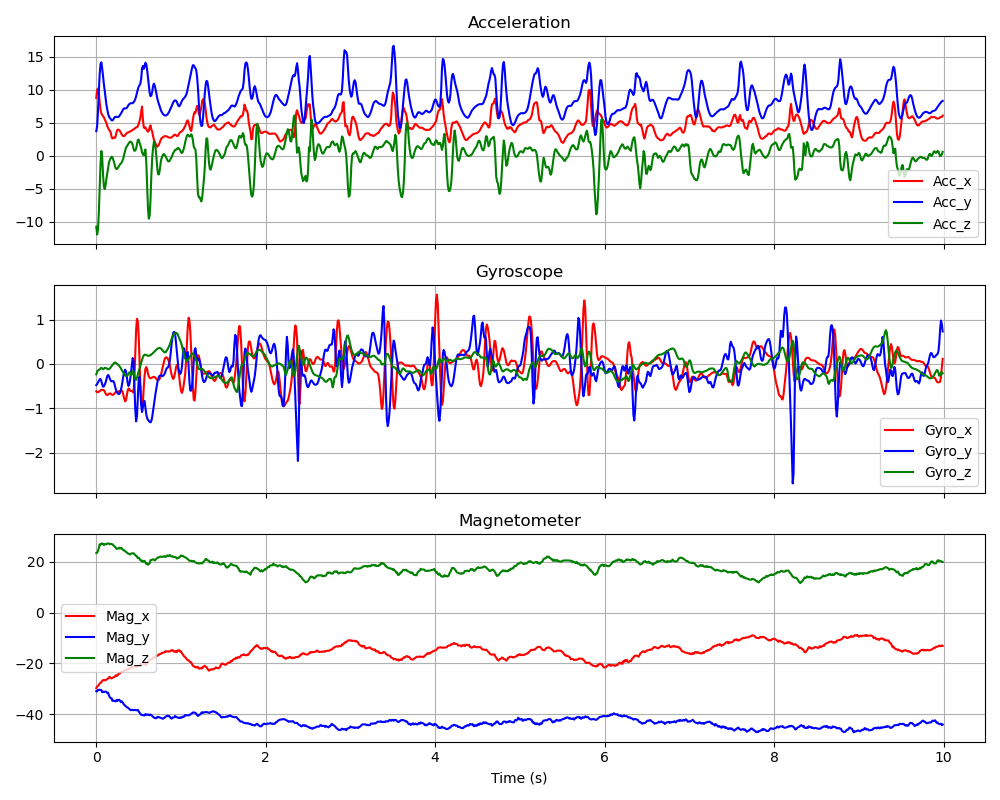 Acceleration
15
10
5
0
−5
−10
Acc_x
Acc_y
Acc_z
Gyroscope
1
0
−1
−2
Gyro_x
Gyro_y
Gyro_z
Magnetometer
20
0
−20
−40
Mag_x
Mag_y
Mag_z
0 2 4 6 8 10
Time (s)